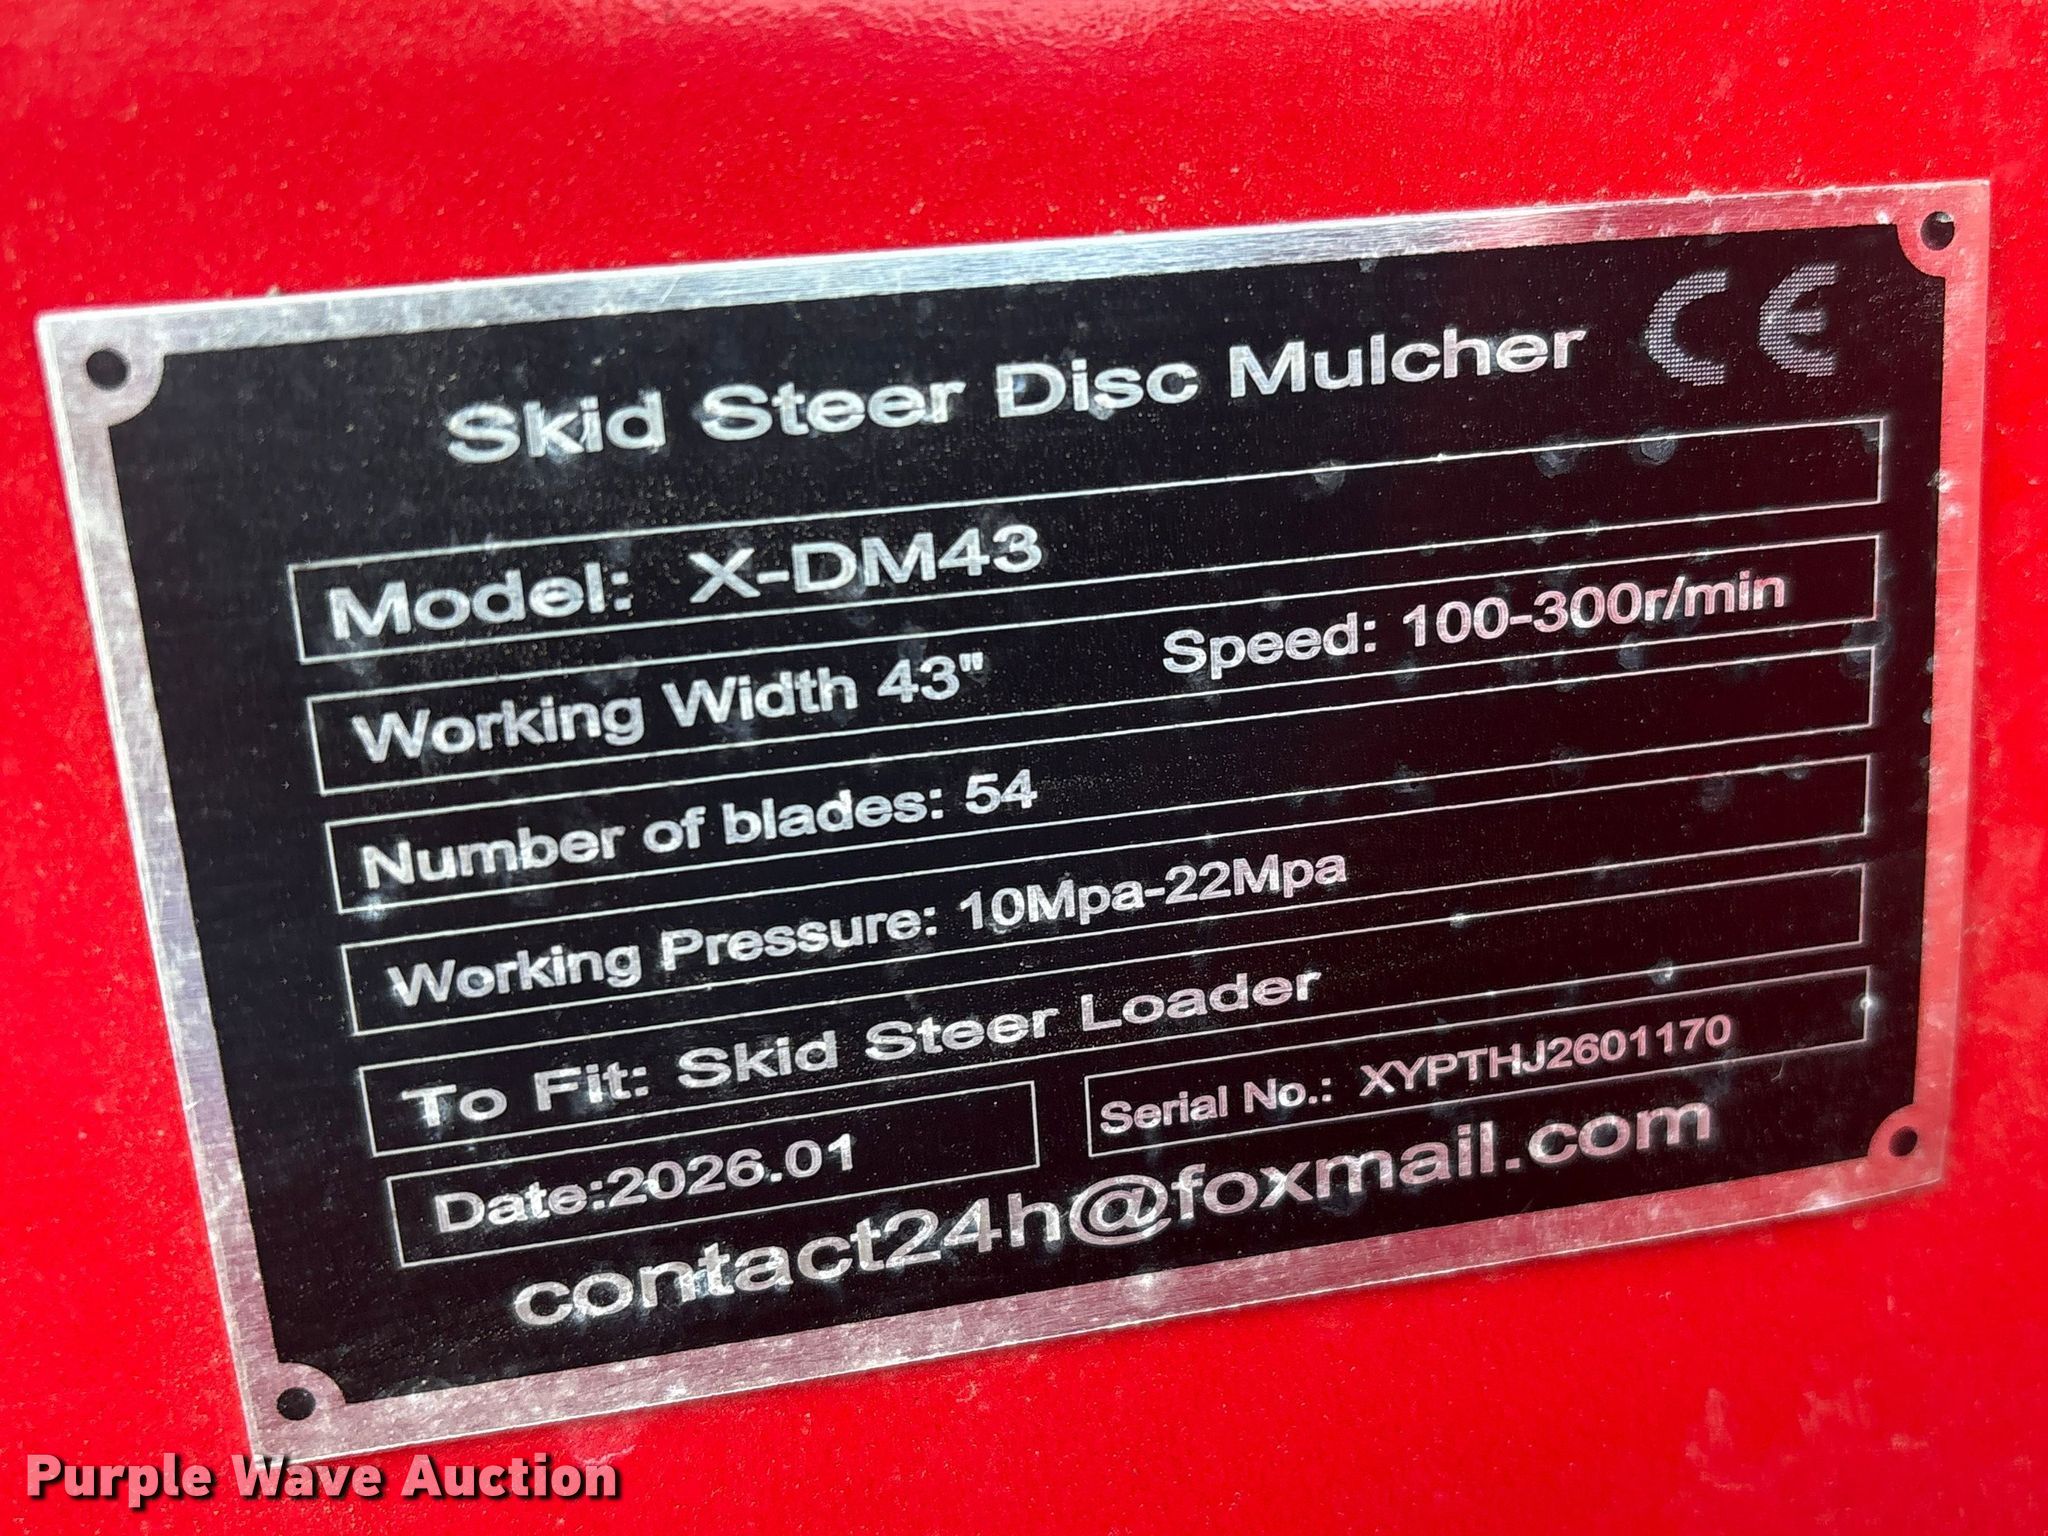 CE
Skid Steer Disc Mulcher
Model: X-DM43
Working Width 43" Speed: 100-300r/min
Number of blades: 54
Working Pressure: 10Mpa-22Mpa
To Fit: Skid Steer Loader
Date:2026.01 Serial No.: XYPTHJ2601170
contact24h@foxmail.com
Purple Wave Auction